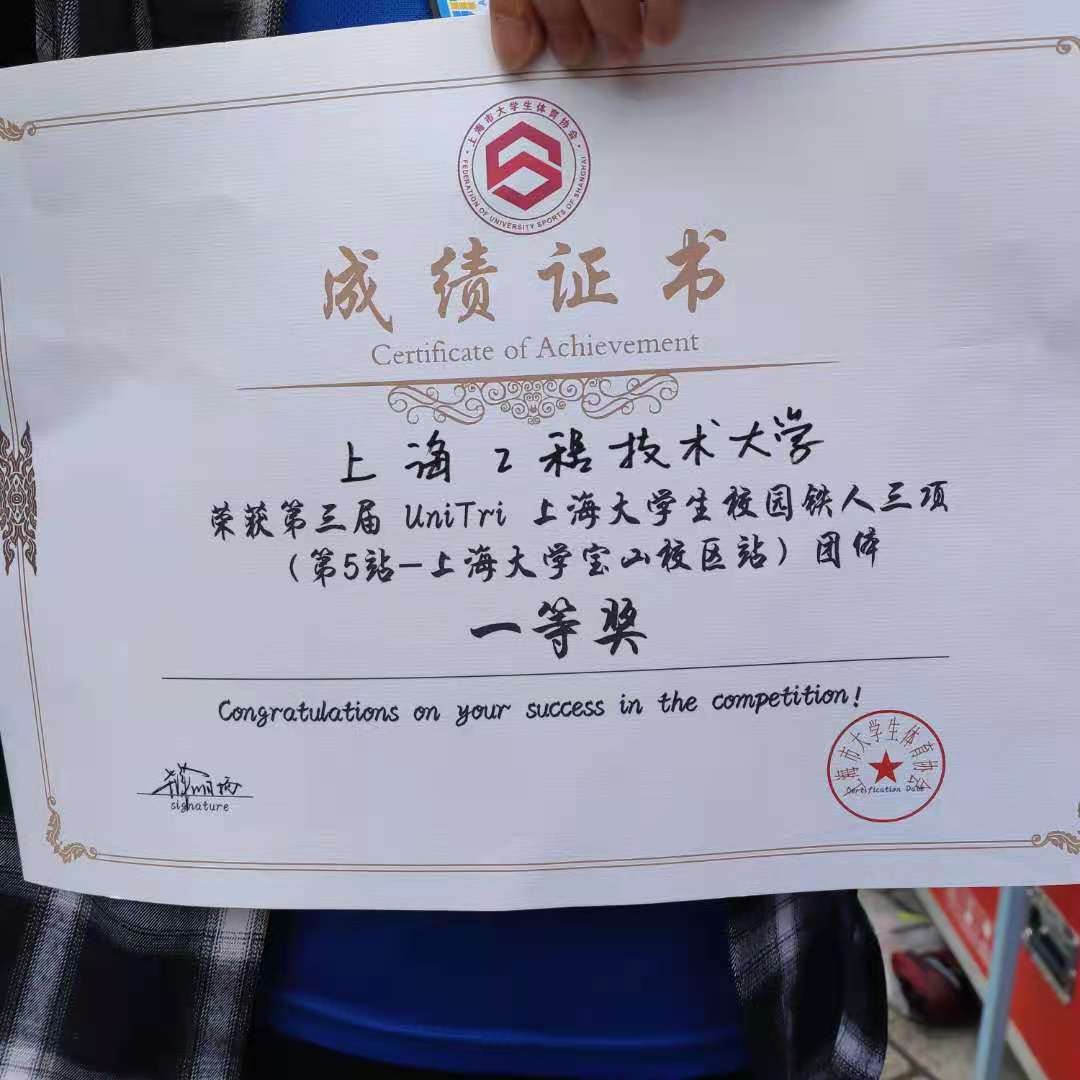 上海市大学生体育协会
FEDERATION OF UNIVERSITY SPORTS OF SHANGHAI
成绩证书
Certificate of Achievement
上海工程技术大学
荣获第三届 UniTri 上海大学生校园铁人三项
（第5站-上海大学宝山校区站）团体
一等奖
Congratulations on your success in the competition!
signature
上海市大学生体育协会
Certification Date